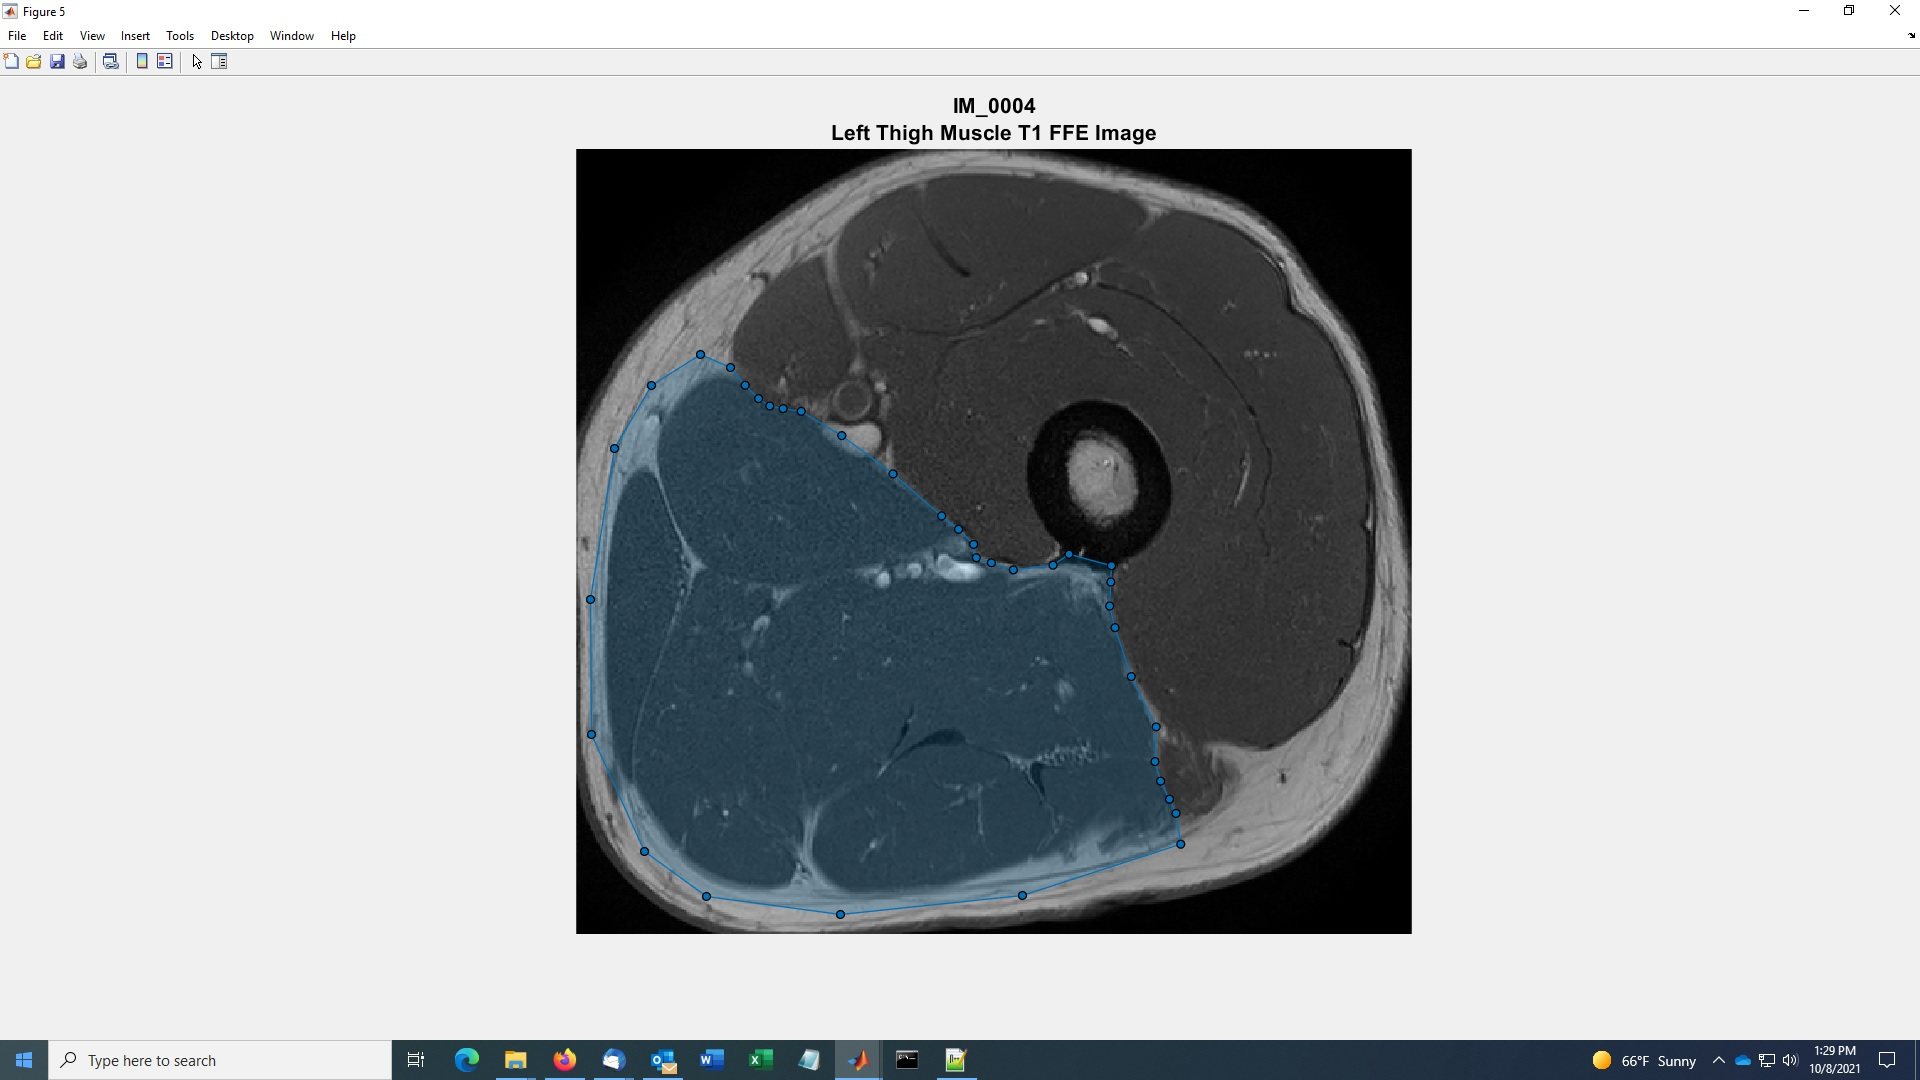 Figure 5
File Edit View Insert Tools Desktop Window Help
IM_0004
Left Thigh Muscle T1 FFE Image
Type here to search
66°F Sunny
1:29 PM
10/8/2021